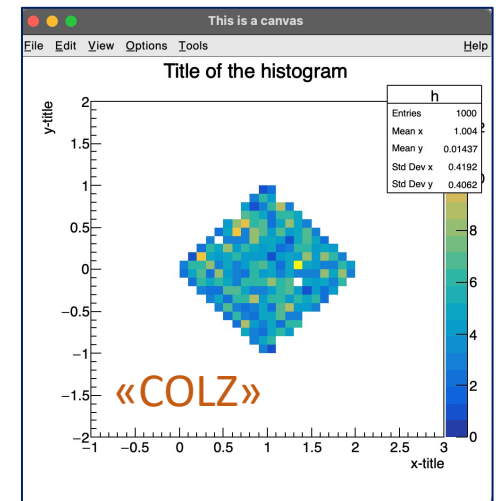 This is a canvas
File Edit View Options Tools Help
Title of the histogram
h
Entries 1000
Mean x 1.004
Mean y 0.01437
Std Dev x 0.4192
Std Dev y 0.4062
y-title
2
1.5
1
0.5
0
−0.5
−1
−1.5
−2
«COLZ»
−1 −0.5 0 0.5 1 1.5 2 2.5 3
x-title
8
6
4
2
0